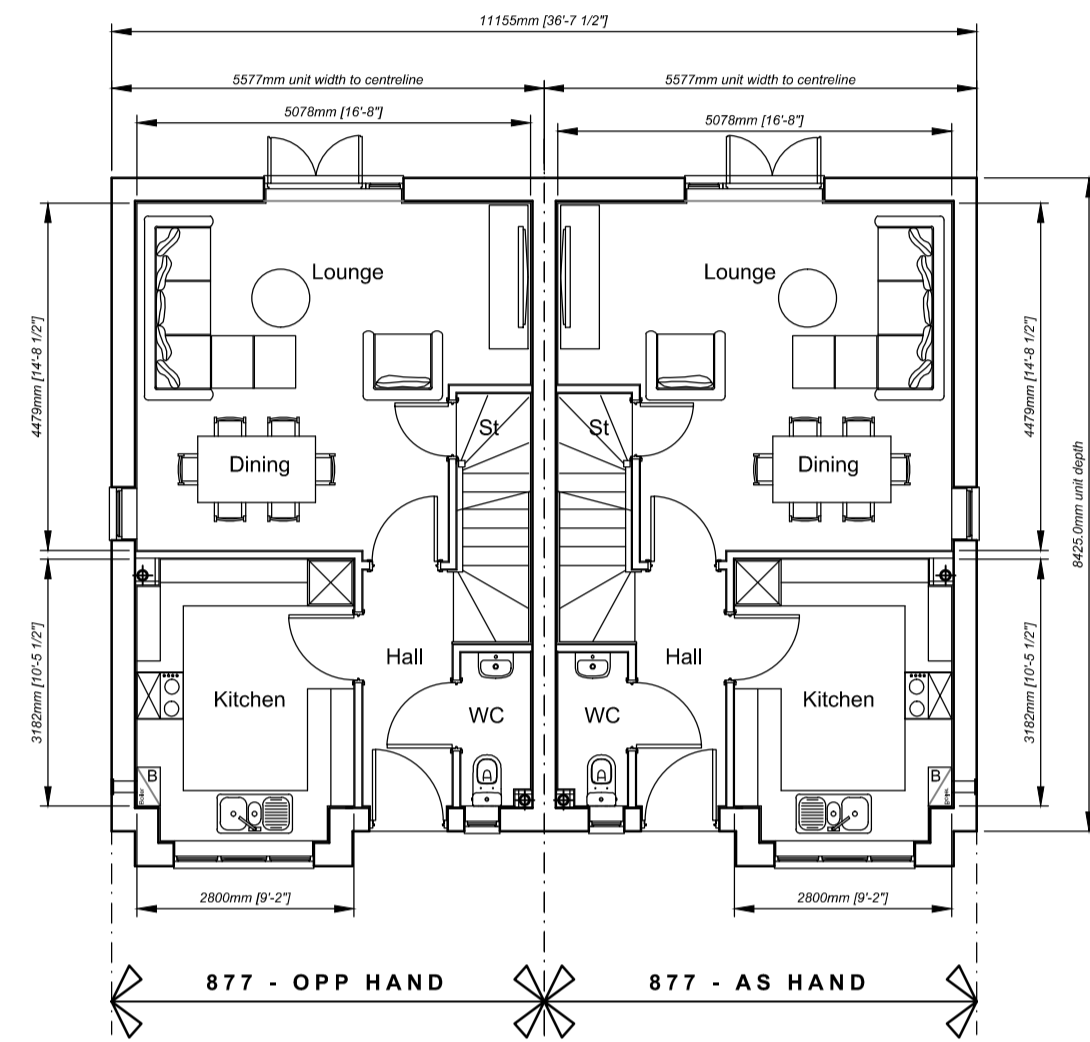 11155mm [36'-7 1/2"]
5577mm unit width to centreline
5577mm unit width to centreline
5078mm [16'-8"]
5078mm [16'-8"]
Lounge
Lounge
4479mm [14'-8 1/2"]
4479mm [14'-8 1/2"]
St
St
Dining
Dining
8425.0mm unit depth
3182mm [10'-5 1/2"]
3182mm [10'-5 1/2"]
Hall
Hall
Kitchen
Kitchen
WC
WC
B
Boiler
B
Boiler
2800mm [9'-2"]
2800mm [9'-2"]
877 - OPP HAND
877 - AS HAND